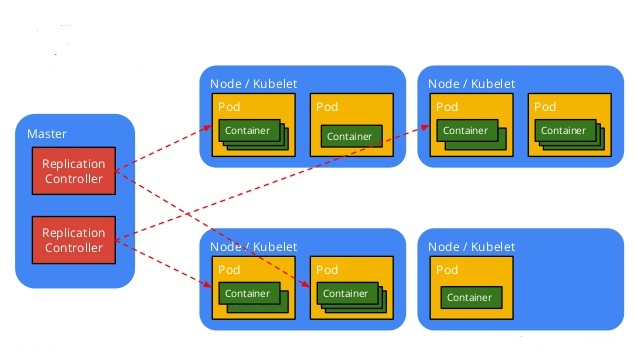 Master
Replication
Controller
Replication
Controller
Node / Kubelet
Pod
Container
Pod
Container
Node / Kubelet
Pod
Container
Pod
Container
Node / Kubelet
Pod
Container
Pod
Container
Node / Kubelet
Pod
Container